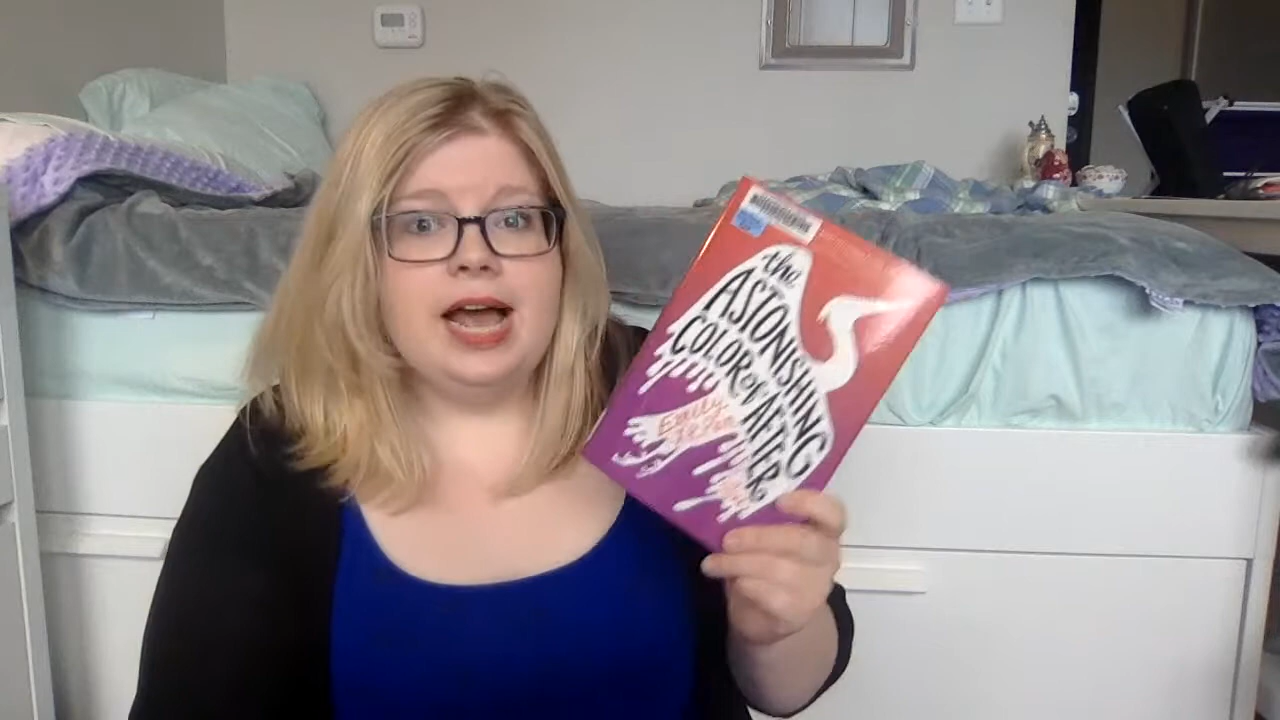 the
ASTONISHING
COLOR OF
AFTER
Emily
X.R. Pan